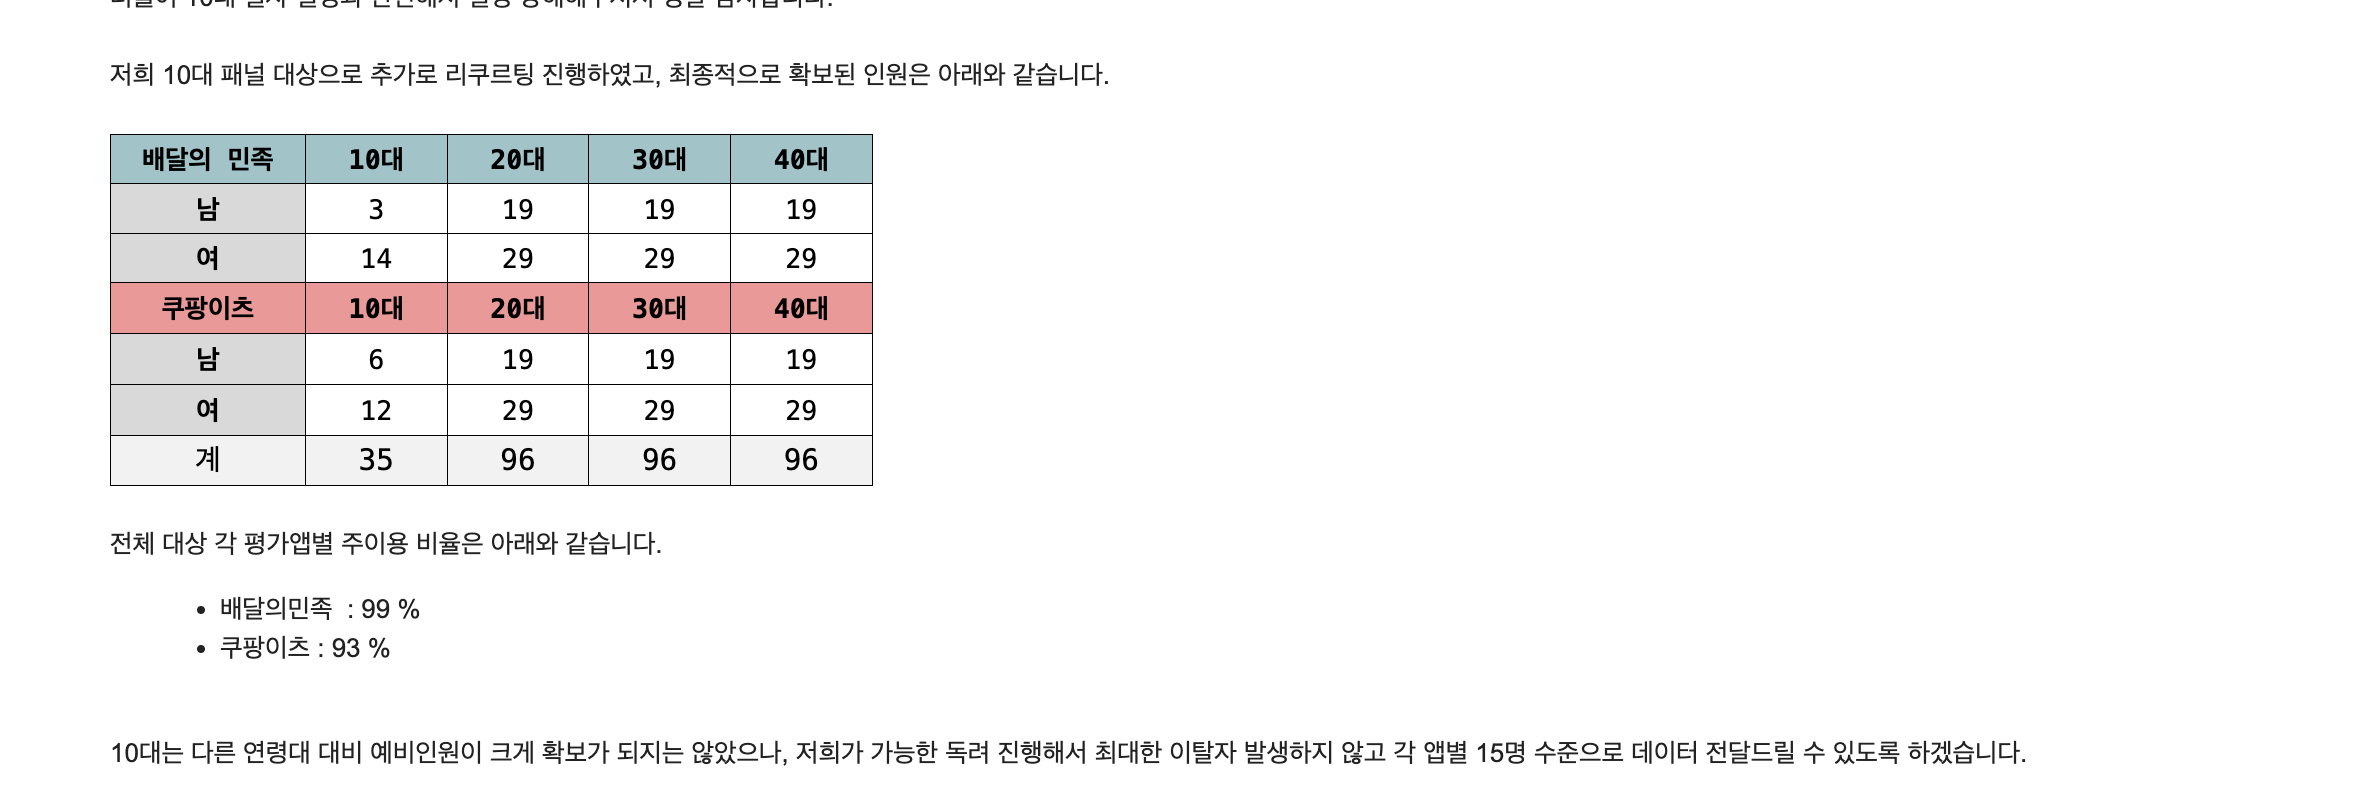 저희 10대 패널 대상으로 추가로 리쿠르팅 진행하였고, 최종적으로 확보된 인원은 아래와 같습니다.
배달의 민족 10대 20대 30대 40대
남 3 19 19 19
여 14 29 29 29
쿠팡이츠 10대 20대 30대 40대
남 6 19 19 19
여 12 29 29 29
계 35 96 96 96
전체 대상 각 평가앱별 주이용 비율은 아래와 같습니다.
• 배달의민족 : 99 %
• 쿠팡이츠 : 93 %
10대는 다른 연령대 대비 예비인원이 크게 확보가 되지는 않았으나, 저희가 가능한 독려 진행해서 최대한 이탈자 발생하지 않고 각 앱별 15명 수준으로 데이터 전달드릴 수 있도록 하겠습니다.